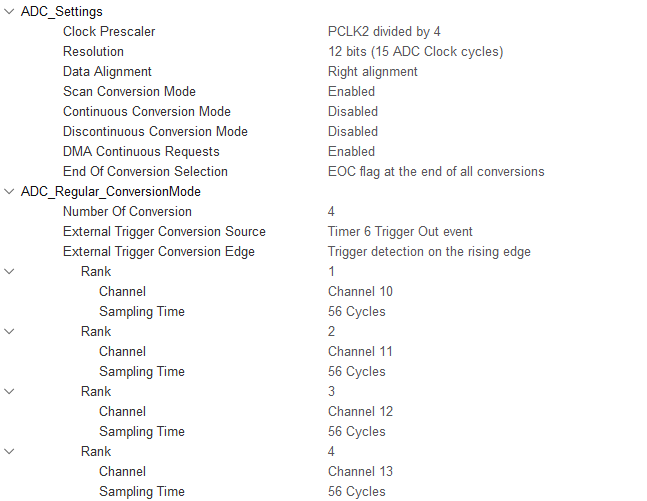 ADC_Settings
Clock Prescaler PCLK2 divided by 4
Resolution 12 bits (15 ADC Clock cycles)
Data Alignment Right alignment
Scan Conversion Mode Enabled
Continuous Conversion Mode Disabled
Discontinuous Conversion Mode Disabled
DMA Continuous Requests Enabled
End Of Conversion Selection EOC flag at the end of all conversions
ADC_Regular_ConversionMode
Number Of Conversion 4
External Trigger Conversion Source Timer 6 Trigger Out event
External Trigger Conversion Edge Trigger detection on the rising edge
Rank 1
Channel Channel 10
Sampling Time 56 Cycles
Rank 2
Channel Channel 11
Sampling Time 56 Cycles
Rank 3
Channel Channel 12
Sampling Time 56 Cycles
Rank 4
Channel Channel 13
Sampling Time 56 Cycles